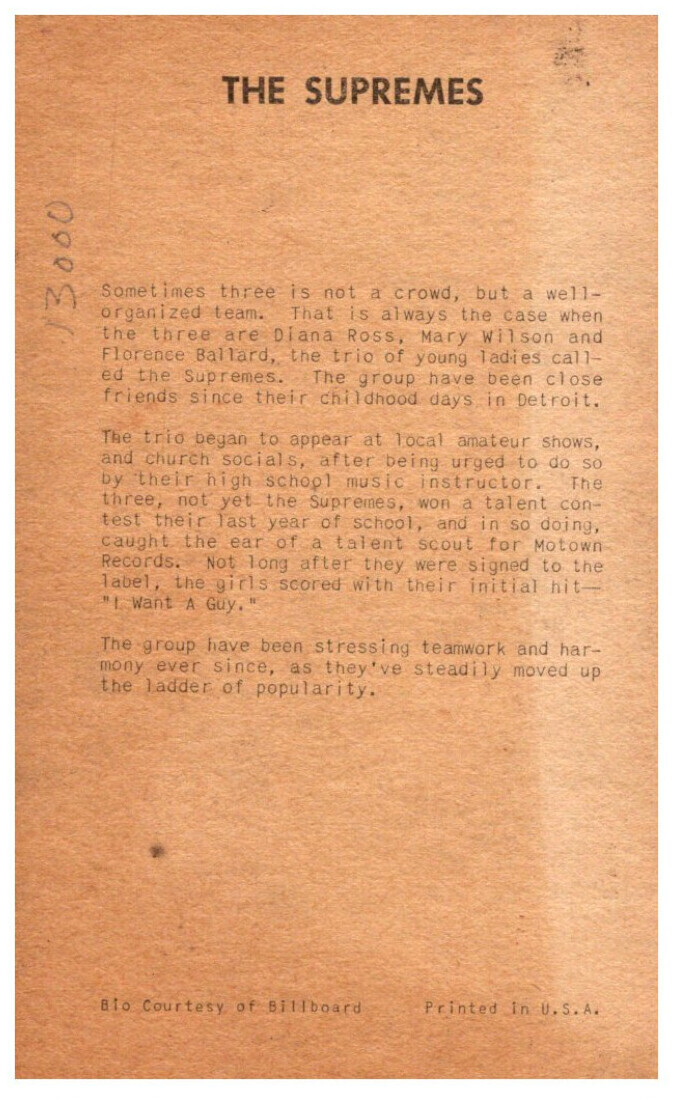 THE SUPREMES
13000
Sometimes three is not a crowd, but a well-
organized team. That is always the case when
the three are Diana Ross, Mary Wilson and
Florence Ballard, the trio of young ladies call-
ed the Supremes. The group have been close
friends since their childhood days in Detroit.
The trio began to appear at local amateur shows,
and church socials, after being urged to do so
by their high school music instructor. The
three, not yet the Supremes, won a talent con-
test their last year of school, and in so doing,
caught the ear of a talent scout for Motown
Records. Not long after they were signed to the
label, the girls scored with their initial hit—
"I Want A Guy."
The group have been stressing teamwork and har-
mony ever since, as they've steadily moved up
the ladder of popularity.
Bio Courtesy of Billboard Printed in U.S.A.